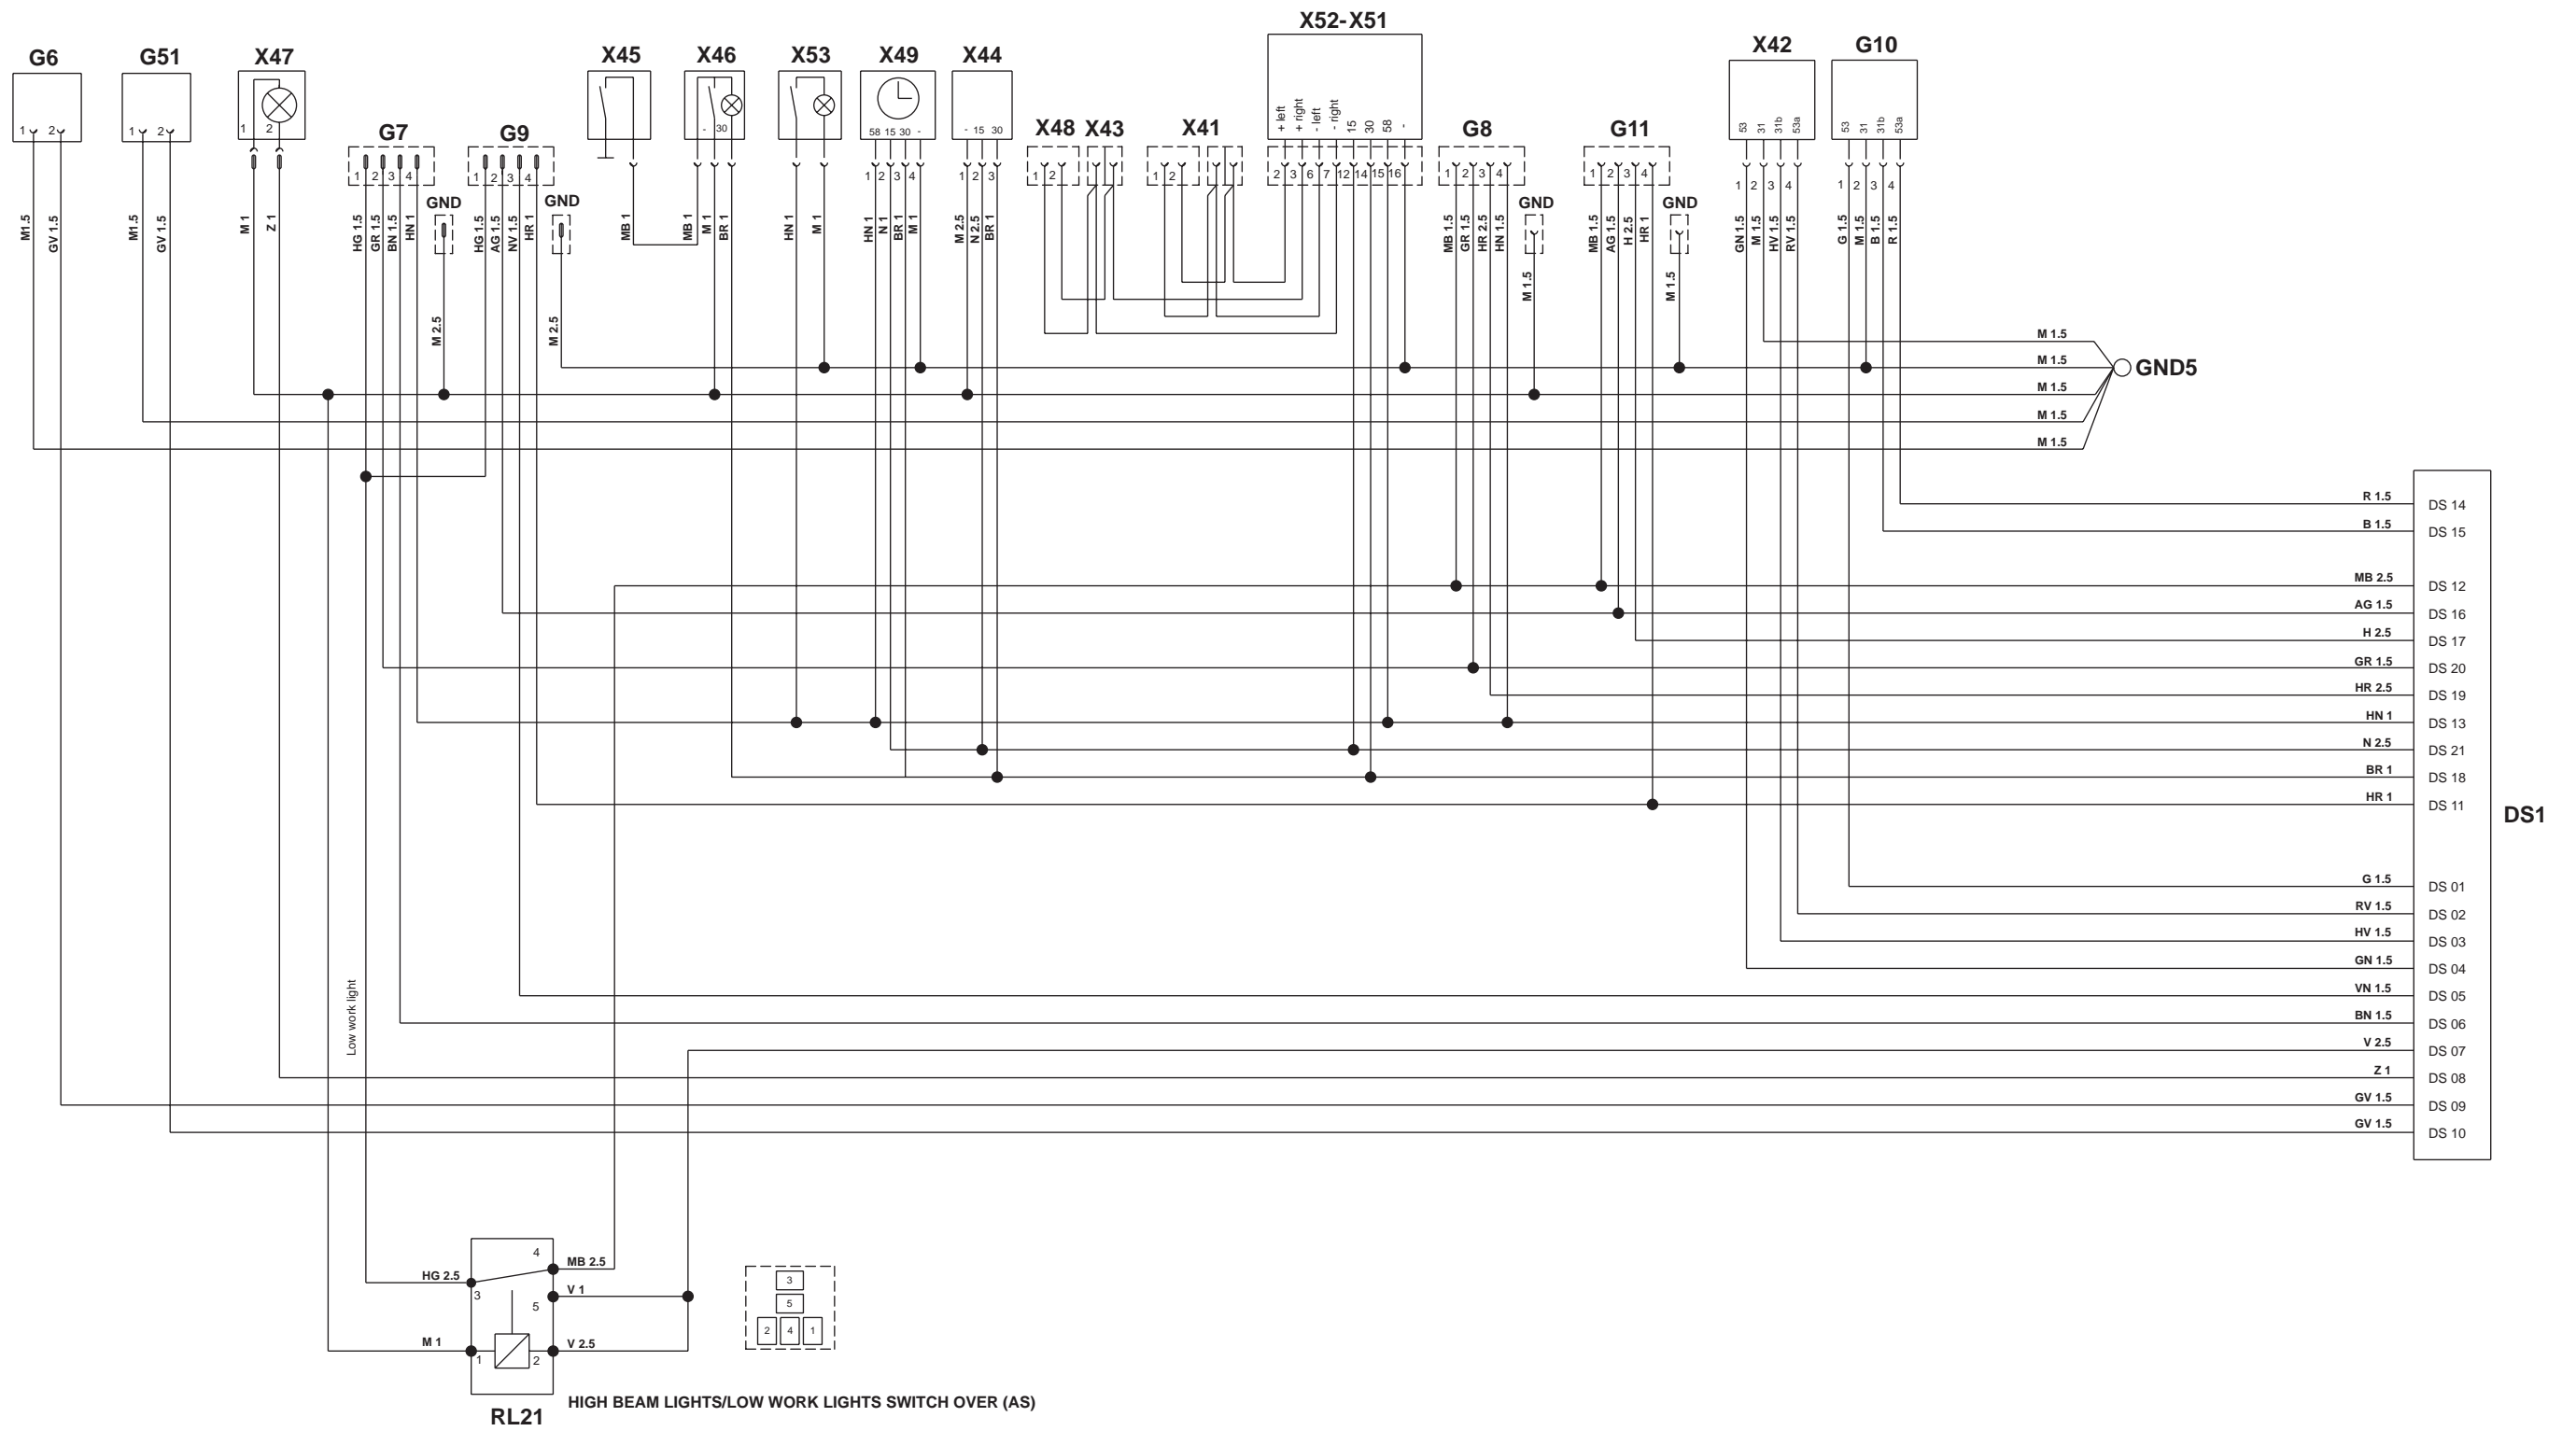 X52-X51
G6
G51
X47
X45
X46
X53
X49
X44
X42
G10
1 2
1 2
1 2
- 30
58 15 30 -
- 15 30
+ left
+ right
- left
- right
15
30
58
-
53
31
31b
53a
53
31
31b
53a
G7
G9
X48
X43
X41
G8
G11
1 2 3 4
1 2 3 4
1 2 3 4
1 2 3
1 2
1 2
2 3 6 7 12 14 15 16
1 2 3 4
1 2 3 4
1 2 3 4
1 2 3 4
M1.5
GV 1.5
M1.5
GV 1.5
M 1
Z 1
HG 1.5
GR 1.5
BN 1.5
HN 1
GND
M 2.5
HG 1.5
AG 1.5
NV 1.5
HR 1
GND
M 2.5
MB 1
MB 1
M 1
BR 1
HN 1
M 1
HN 1
N 1
BR 1
M 1
M 2.5
N 2.5
BR 1
MB 1.5
GR 1.5
HR 2.5
HN 1.5
GND
M 1.5
MB 1.5
AG 1.5
H 2.5
HR 1
GND
M 1.5
GN 1.5
M 1.5
HV 1.5
RV 1.5
G 1.5
M 1.5
B 1.5
R 1.5
M 1.5
M 1.5
GND5
M 1.5
M 1.5
M 1.5
R 1.5 DS 14
B 1.5 DS 15
MB 2.5 DS 12
AG 1.5 DS 16
H 2.5 DS 17
GR 1.5 DS 20
HR 2.5 DS 19
HN 1 DS 13
N 2.5 DS 21
BR 1 DS 18
HR 1 DS 11
DS1
G 1.5 DS 01
RV 1.5 DS 02
HV 1.5 DS 03
GN 1.5 DS 04
VN 1.5 DS 05
BN 1.5 DS 06
V 2.5 DS 07
Z 1 DS 08
GV 1.5 DS 09
GV 1.5 DS 10
Low work light
4
MB 2.5
HG 2.5
3
V 1
5
M 1
1
2
V 2.5
3
5
2 4 1
HIGH BEAM LIGHTS/LOW WORK LIGHTS SWITCH OVER (AS)
RL21